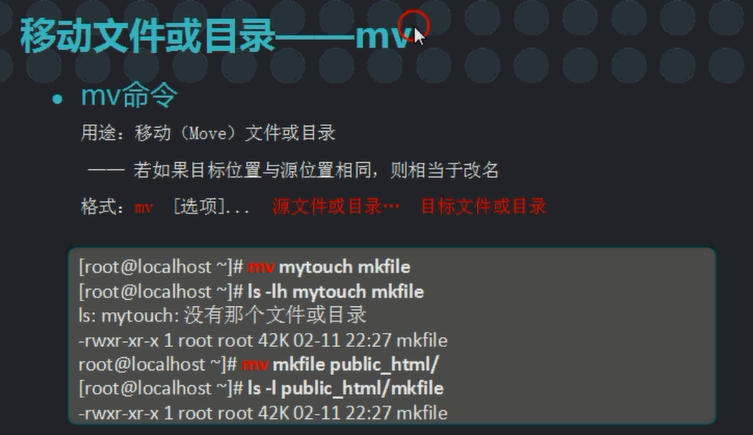 移动文件或目录——mv
mv命令
用途：移动（Move）文件或目录
—— 若如果目标位置与源位置相同，则相当于改名
格式：mv [选项]... 源文件或目录… 目标文件或目录
[root@localhost ~]# mv mytouch mkfile
[root@localhost ~]# ls -lh mytouch mkfile
ls: mytouch: 没有那个文件或目录
-rwxr-xr-x 1 root root 42K 02-11 22:27 mkfile
root@localhost ~]# mv mkfile public_html/
[root@localhost ~]# ls -l public_html/mkfile
-rwxr-xr-x 1 root root 42K 02-11 22:27 mkfile